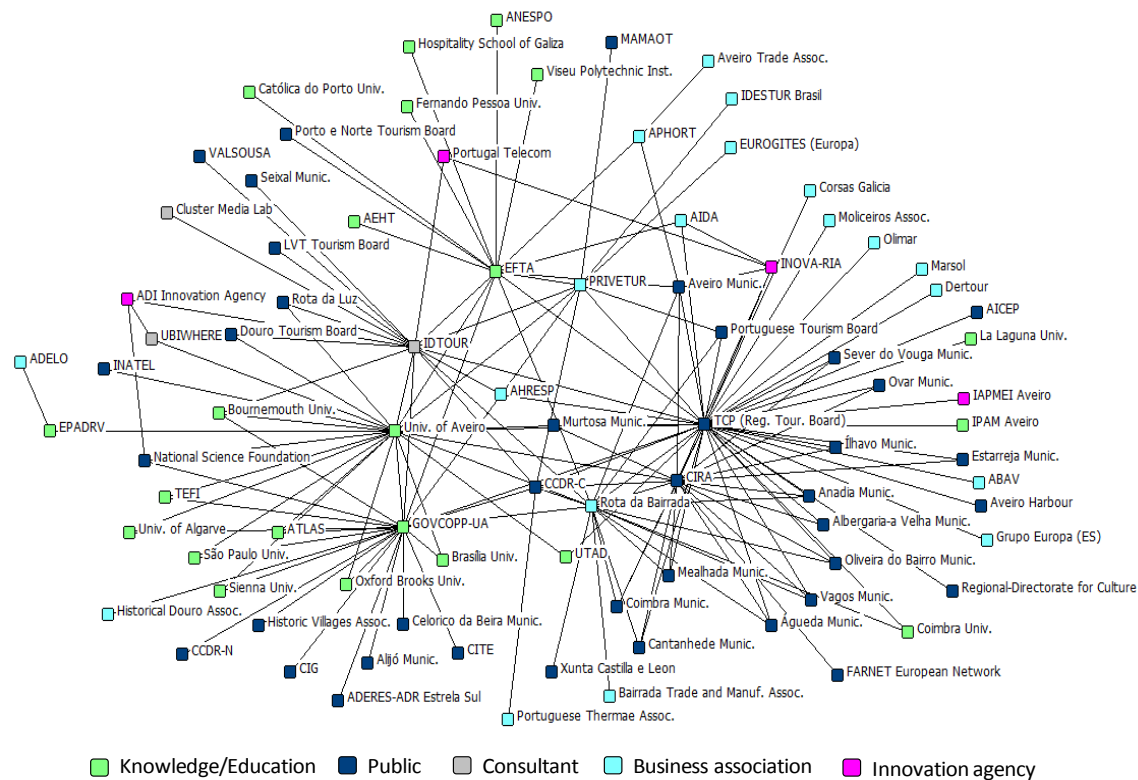 ANESPO
Hospitality School of Galiza
MAMAOT
Aveiro Trade Assoc.
Viseu Polytechnic Inst.
Católica do Porto Univ.
IDESTUR Brasil
Fernando Pessoa Univ.
Porto e Norte Tourism Board
APHORT
EUROGITES (Europa)
VALSOUSA
Portugal Telecom
Seixal Munic.
Corsas Galicia
Cluster Media Lab
AEHT
AIDA
Moliceiros Assoc.
Olimar
LVT Tourism Board
EFTA
INOVA-RIA
Marsol
PRIVETUR
Aveiro Munic.
Dertour
ADI Innovation Agency
Rota da Luz
AICEP
Douro Tourism Board
Portuguese Tourism Board
UBIWHERE
La Laguna Univ.
IDTOUR
Sever do Vouga Munic.
ADELO
INATEL
Ovar Munic.
AHRESP
IAPMEI Aveiro
Bournemouth Univ.
EPADRV
Univ. of Aveiro
Murtosa Munic.
TCP (Reg. Tour. Board)
IPAM Aveiro
Ílhavo Munic.
National Science Foundation
Estarreja Munic.
CIRA
ABAV
CCDR-C
TEFI
Anadia Munic.
Rota da Bairrada
Aveiro Harbour
Albergaria-a Velha Munic.
GOVCOPP-UA
Univ. of Algarve
ATLAS
Grupo Europa (ES)
São Paulo Univ.
Brasília Univ.
UTAD
Oliveira do Bairro Munic.
Mealhada Munic.
Oxford Brooks Univ.
Sienna Univ.
Regional-Directorate for Culture
Vagos Munic.
Coimbra Munic.
Historical Douro Assoc.
Historic Villages Assoc.
Celorico da Beira Munic.
Águeda Munic.
Coimbra Univ.
Cantanhede Munic.
CCDR-N
CITE
Alijó Munic.
CIG
Xunta Castilla e Leon
FARNET European Network
Bairrada Trade and Manuf. Assoc.
ADERES-ADR Estrela Sul
Portuguese Thermae Assoc.
Knowledge/Education
Public
Consultant
Business association
Innovation agency